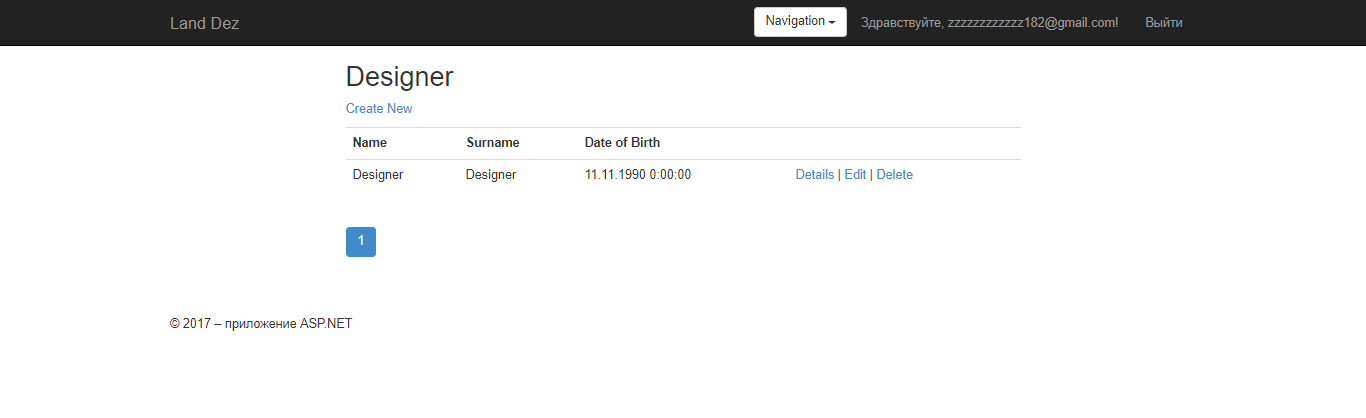 Land Dez Navigation Здравствуйте, zzzzzzzzzzzz182@gmail.com! Выйти
Designer
Create New
Name Surname Date of Birth
Designer Designer 11.11.1990 0:00:00 Details | Edit | Delete
1
© 2017 – приложение ASP.NET